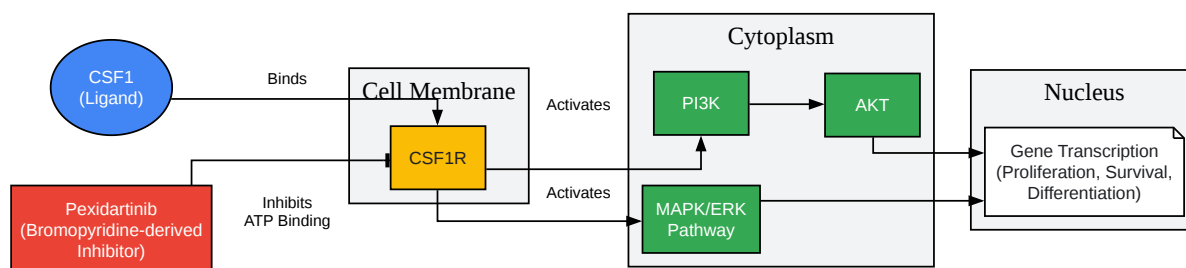 CSF1
(Ligand)
Binds
Cell Membrane
CSF1R
Pexidartinib
(Bromopyridine-derived
Inhibitor)
Inhibits
ATP Binding
Activates
Activates
Cytoplasm
PI3K
AKT
MAPK/ERK
Pathway
Nucleus
Gene Transcription
(Proliferation, Survival,
Differentiation)